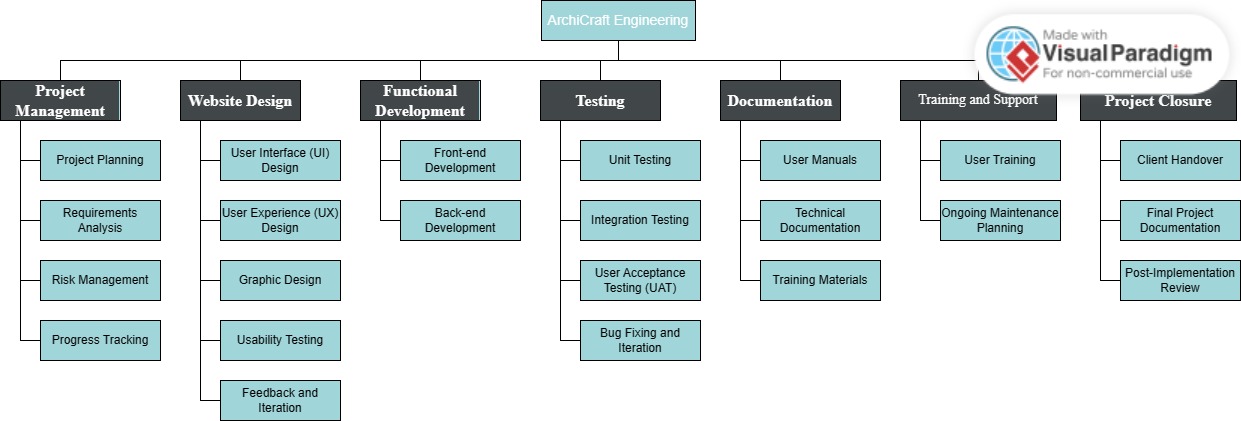 ArchiCraft Engineering
Made with
Visual Paradigm
For non-commercial use
Project
Management
Website Design
Functional
Development
Testing
Documentation
Training and Support
Project Closure
Project Planning
Requirements
Analysis
Risk Management
Progress Tracking
User Interface (UI)
Design
User Experience (UX)
Design
Graphic Design
Usability Testing
Feedback and
Iteration
Front-end
Development
Back-end
Development
Unit Testing
Integration Testing
User Acceptance
Testing (UAT)
Bug Fixing and
Iteration
User Manuals
Technical
Documentation
Training Materials
User Training
Ongoing Maintenance
Planning
Client Handover
Final Project
Documentation
Post-Implementation
Review